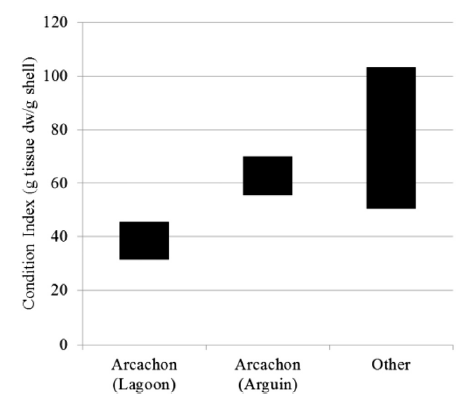 120
100
80
60
40
20
0
Condition Index (g tissue dw/g shell)
Arcachon
(Lagoon)
Arcachon
(Arguin)
Other